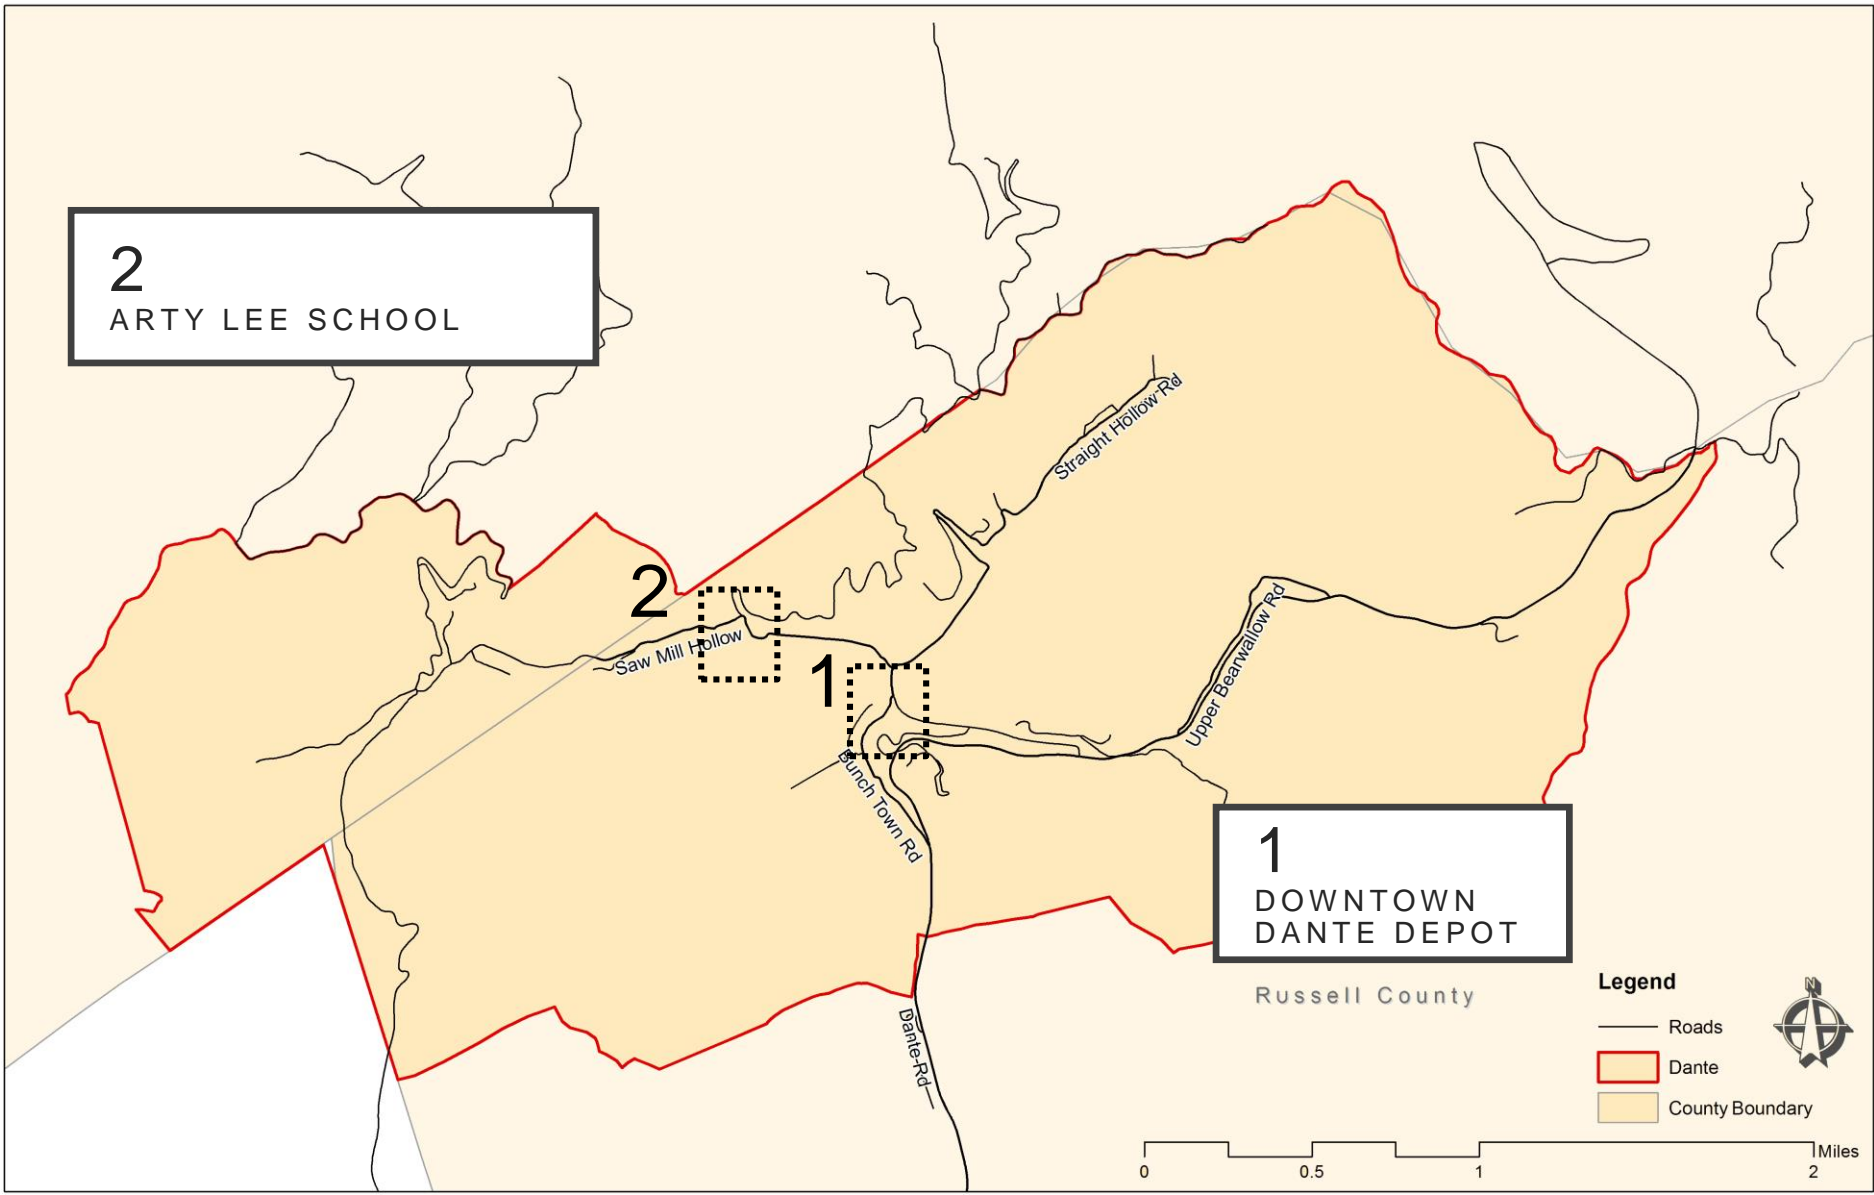 2
ARTY LEE SCHOOL
Straight Hollow Rd
2
Saw Mill Hollow
Upper Bearwallow Rd
1
Bunch Town Rd
1
DOWNTOWN
DANTE DEPOT
Russell County
Legend
N
Roads
Dante
County Boundary
Dante Rd
Miles
0 0.5 1 2